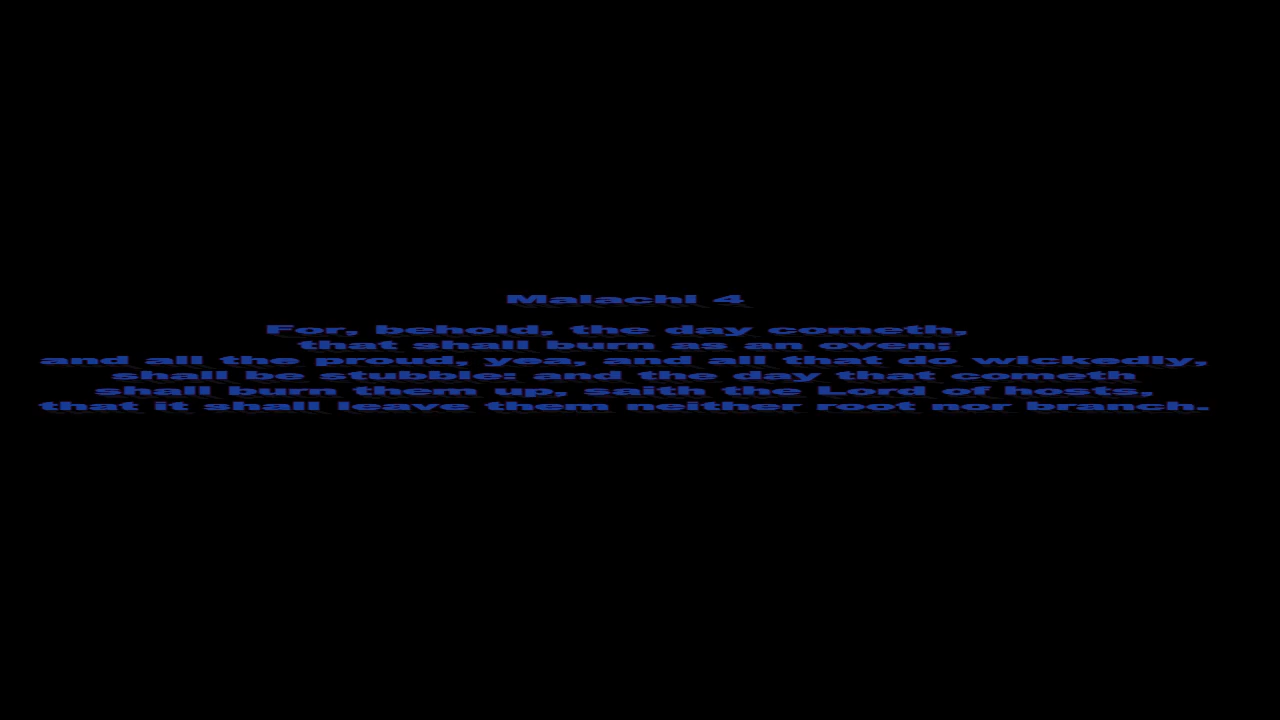 Malachi 4
For, behold, the day cometh,
that shall burn as an oven;
and all the proud, yea, and all that do wickedly,
shall be stubble: and the day that cometh
shall burn them up, saith the Lord of hosts,
that it shall leave them neither root nor branch.